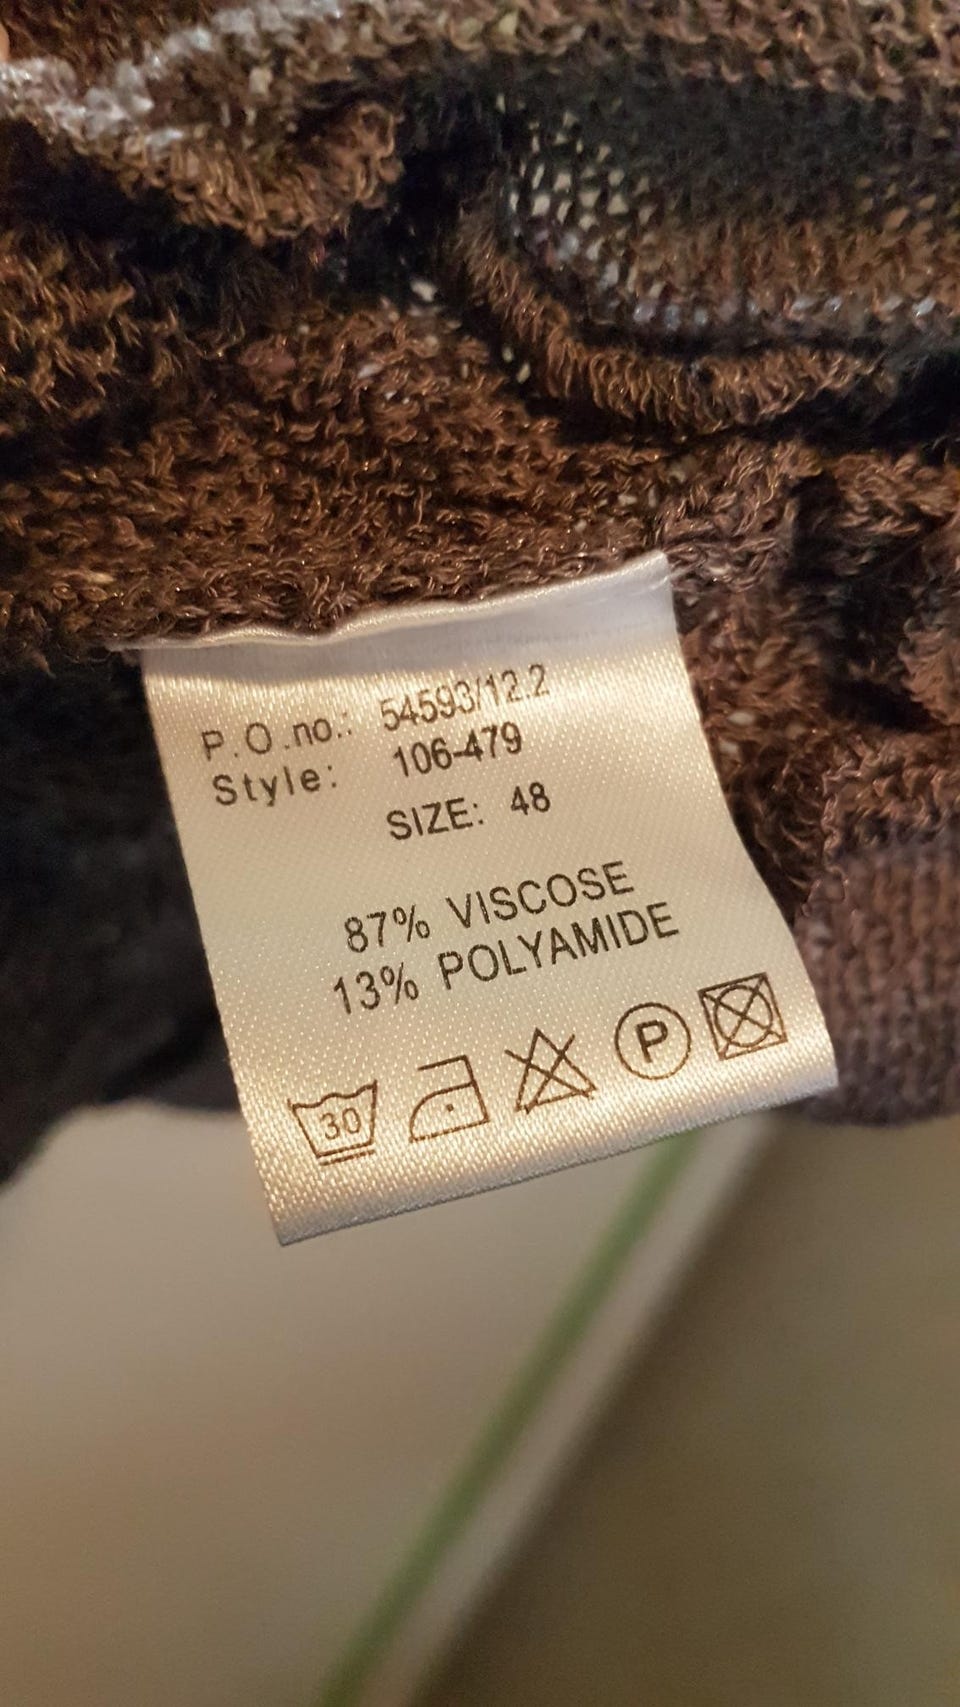 P.O.no.: 54593/12.2
Style: 106-479
SIZE: 48
87% VISCOSE
13% POLYAMIDE
30 P